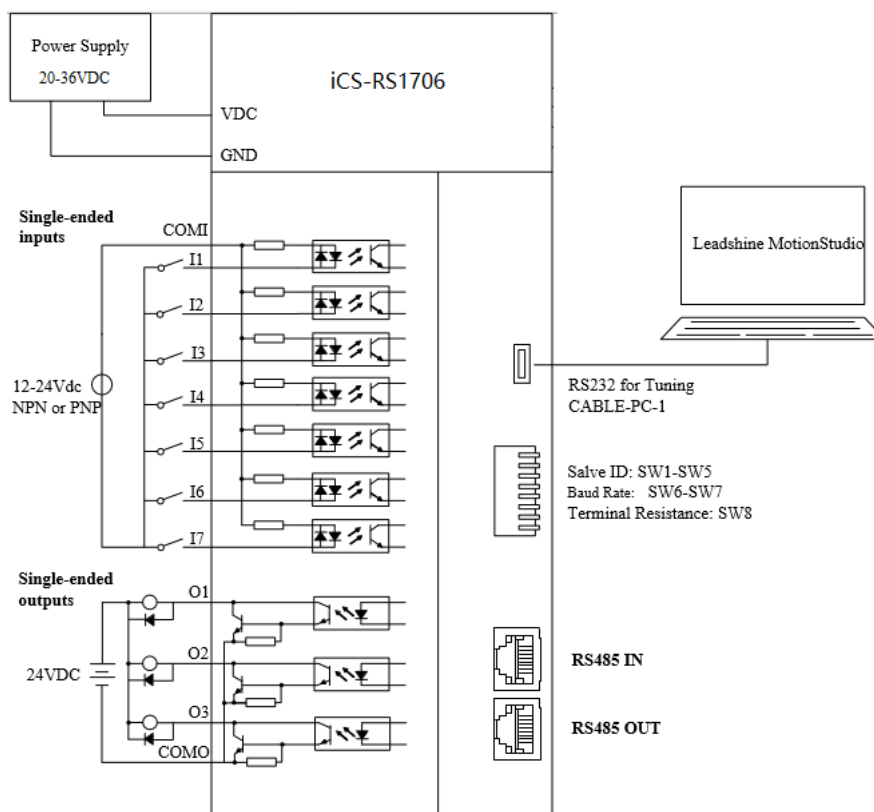 Power Supply
20-36VDC
iCS-RS1706
VDC
GND
Single-ended
inputs
COMI
I1
I2
I3
I4
I5
I6
I7
12-24Vdc
NPN or PNP
Leadshine MotionStudio
RS232 for Tuning
CABLE-PC-1
Salve ID: SW1-SW5
Baud Rate: SW6-SW7
Terminal Resistance: SW8
Single-ended
outputs
O1
O2
O3
24VDC
COMO
RS485 IN
RS485 OUT